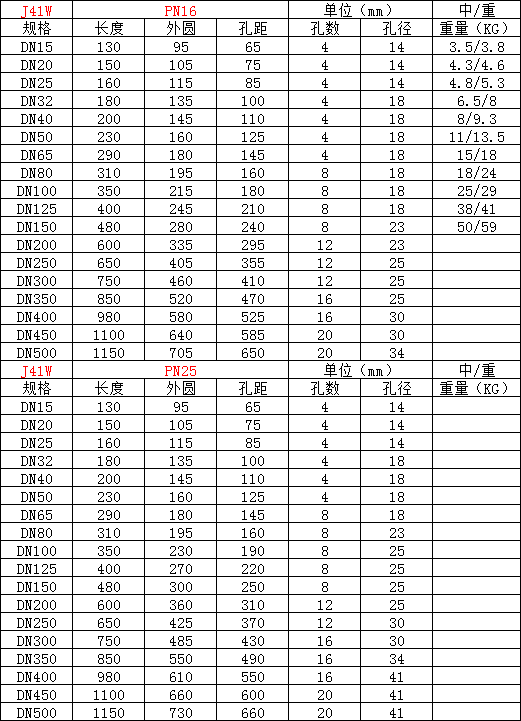 J41W PN16 单位（mm） 中/重
规格 长度 外圆 孔距 孔数 孔径 重量（KG）
DN15 130 95 65 4 14 3.5/3.8
DN20 150 105 75 4 14 4.3/4.6
DN25 160 115 85 4 14 4.8/5.3
DN32 180 135 100 4 18 6.5/8
DN40 200 145 110 4 18 8/9.3
DN50 230 160 125 4 18 11/13.5
DN65 290 180 145 4 18 15/18
DN80 310 195 160 8 18 18/24
DN100 350 215 180 8 18 25/29
DN125 400 245 210 8 18 38/41
DN150 480 280 240 8 23 50/59
DN200 600 335 295 12 23
DN250 650 405 355 12 25
DN300 750 460 410 12 25
DN350 850 520 470 16 25
DN400 980 580 525 16 30
DN450 1100 640 585 20 30
DN500 1150 705 650 20 34
J41W PN25 单位（mm） 中/重
规格 长度 外圆 孔距 孔数 孔径 重量（KG）
DN15 130 95 65 4 14
DN20 150 105 75 4 14
DN25 160 115 85 4 14
DN32 180 135 100 4 18
DN40 200 145 110 4 18
DN50 230 160 125 4 18
DN65 290 180 145 8 18
DN80 310 195 160 8 23
DN100 350 230 190 8 25
DN125 400 270 220 8 25
DN150 480 300 250 8 25
DN200 600 360 310 12 25
DN250 650 425 370 12 30
DN300 750 485 430 16 30
DN350 850 550 490 16 34
DN400 980 610 550 16 41
DN450 1100 660 600 20 41
DN500 1150 730 660 20 41